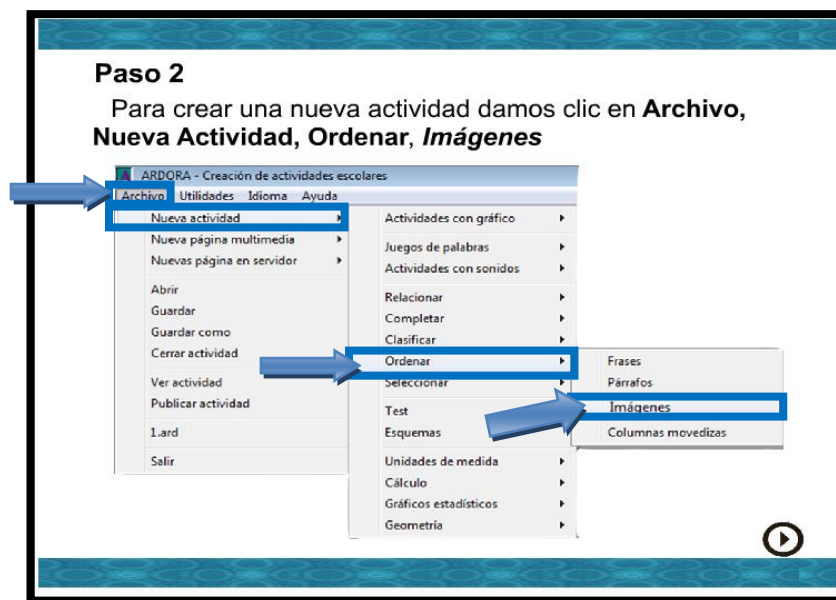 Paso 2
Para crear una nueva actividad damos clic en Archivo,
Nueva Actividad, Ordenar, Imágenes
ARDORA - Creación de actividades escolares
Archivo Utilidades Idioma Ayuda
Nueva actividad
Nueva página multimedia
Nuevas página en servidor
Abrir
Guardar
Guardar como
Cerrar actividad
Ver actividad
Publicar actividad
1.ard
Salir
Actividades con gráfico
Juegos de palabras
Actividades con sonidos
Relacionar
Completar
Clasificar
Ordenar
Seleccionar
Test
Esquemas
Unidades de medida
Cálculo
Gráficos estadísticos
Geometría
Frases
Párrafos
Imágenes
Columnas movedizas